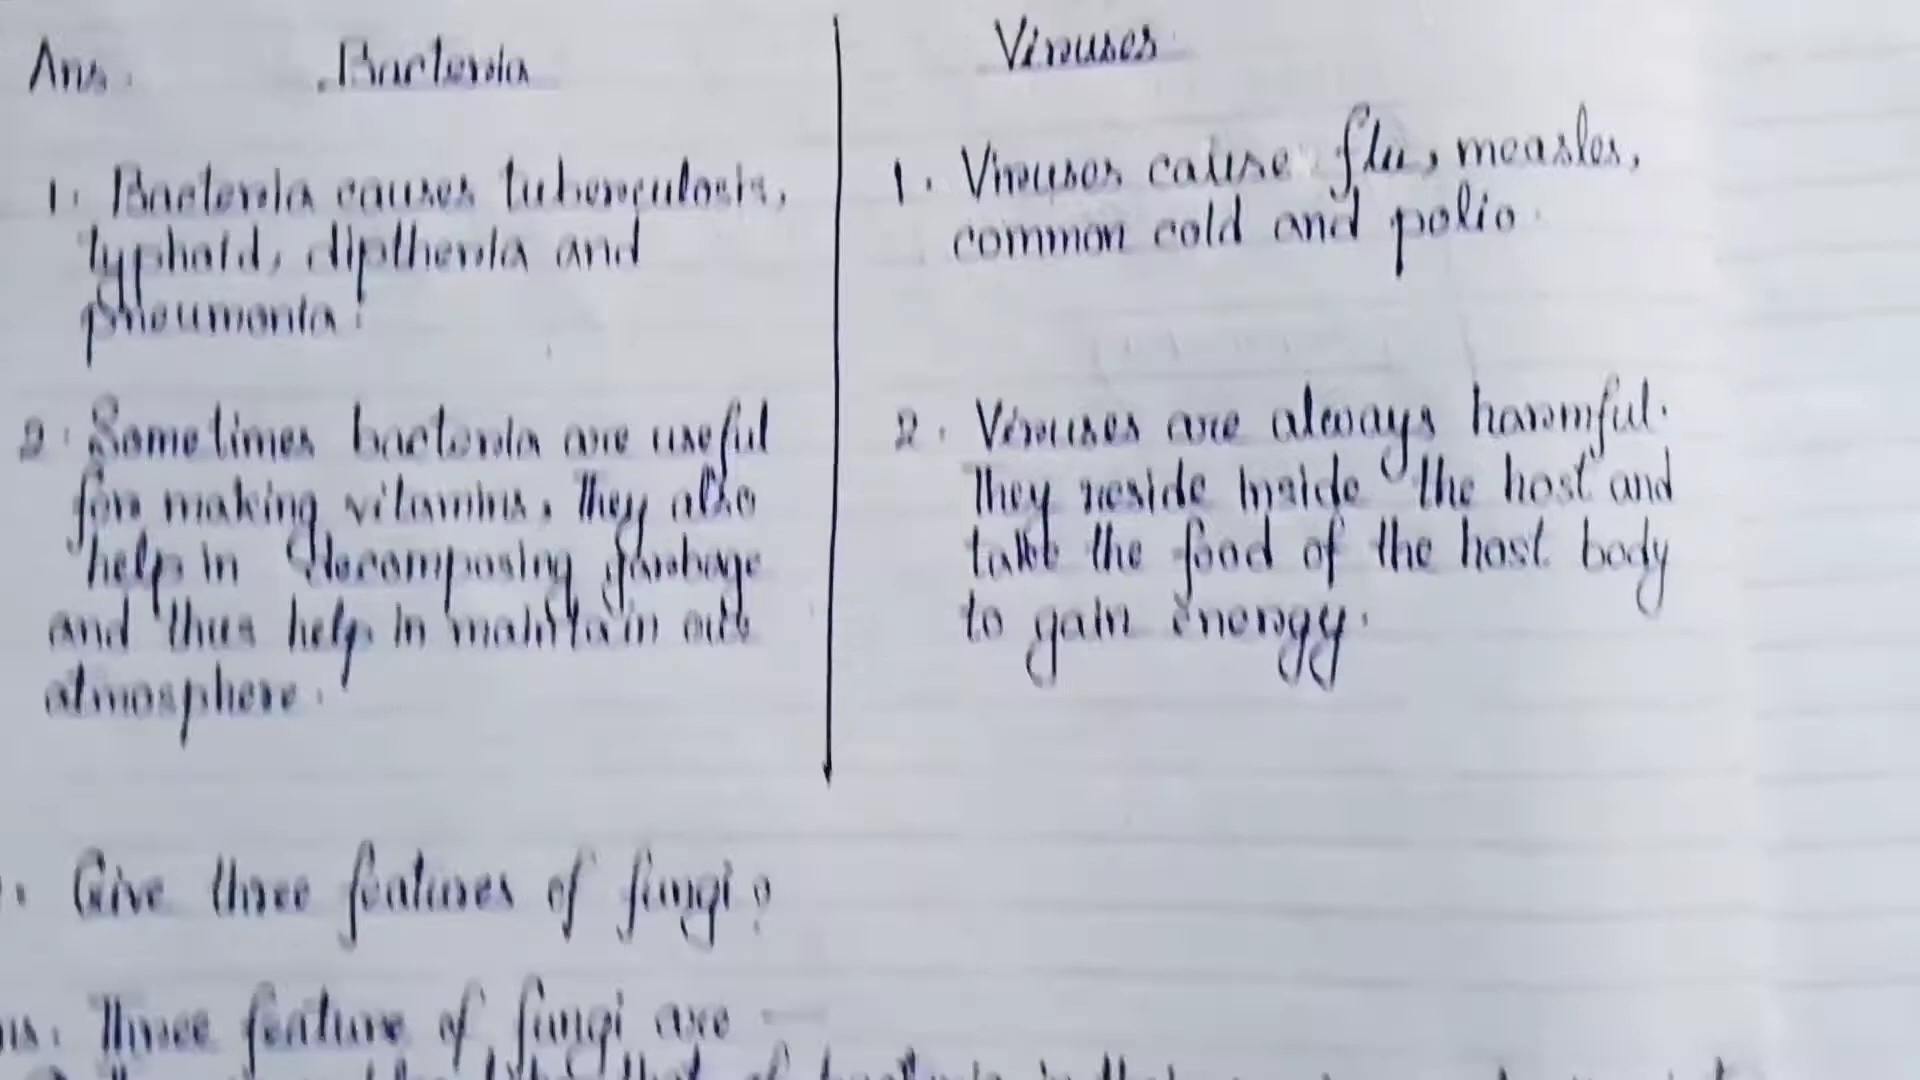 Ans. Bacteria
Viruses
1. Bacteria causes tuberculosis,
typhoid, diptheria and
pneumonia.
2. Sometimes bacteria are useful
for making vitamins, They also
help in decomposing garbage
and thus help in maintain our
atmosphere.
1. Viruses cause flu, measles,
common cold and polio.
2. Viruses are always harmful.
They reside inside the host and
take the food of the host body
to gain energy.
Give three features of fungi?
ns. Three feature of fungi are —